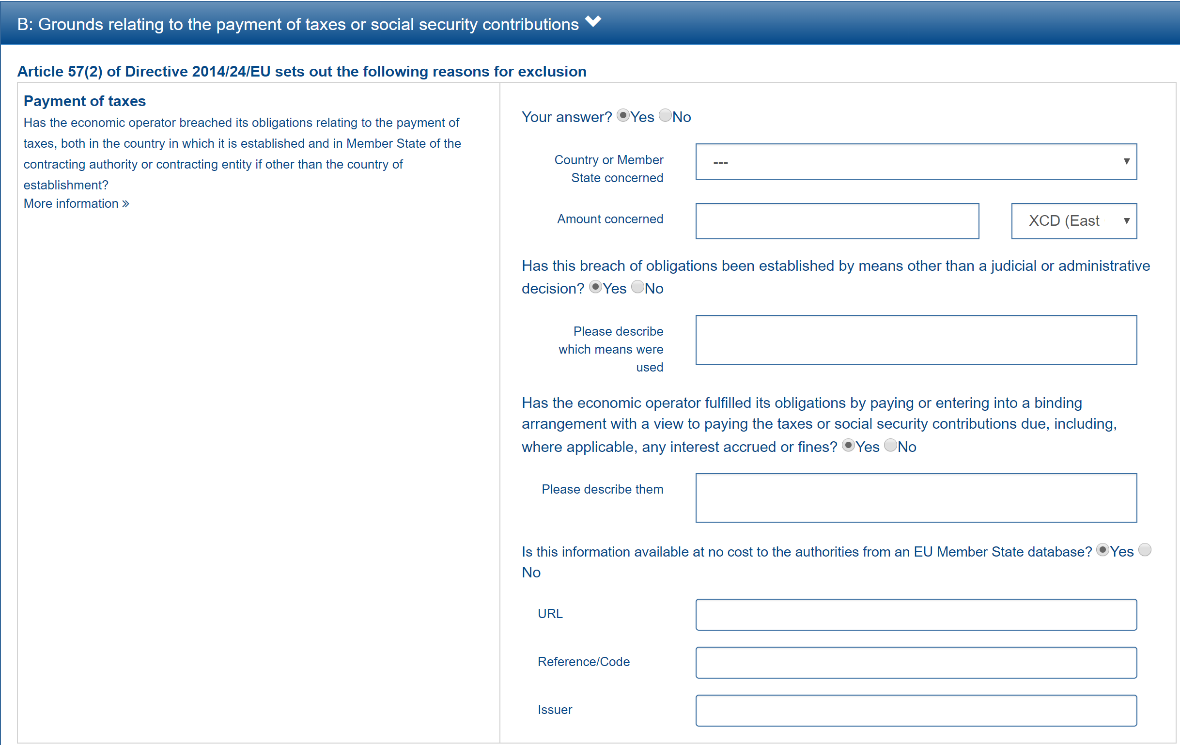 B: Grounds relating to the payment of taxes or social security contributions
Article 57(2) of Directive 2014/24/EU sets out the following reasons for exclusion
Payment of taxes
Has the economic operator breached its obligations relating to the payment of
taxes, both in the country in which it is established and in Member State of the
contracting authority or contracting entity if other than the country of
establishment?
More information »
Your answer? Yes No
Country or Member
State concerned
---
Amount concerned
XCD (East
Has this breach of obligations been established by means other than a judicial or administrative
decision? Yes No
Please describe
which means were
used
Has the economic operator fulfilled its obligations by paying or entering into a binding
arrangement with a view to paying the taxes or social security contributions due, including,
where applicable, any interest accrued or fines? Yes No
Please describe them
Is this information available at no cost to the authorities from an EU Member State database? Yes
No
URL
Reference/Code
Issuer